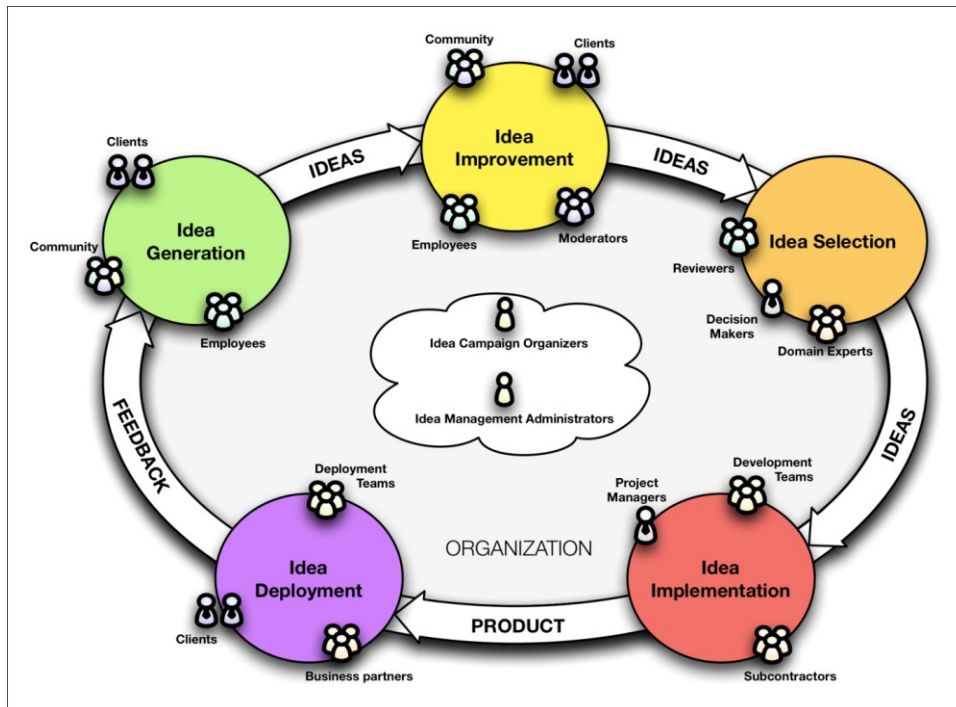 Community
Clients
Idea
Improvement
Employees
Moderators
IDEAS
IDEAS
Clients
Idea
Generation
Community
Employees
Idea Selection
Reviewers
Decision
Makers
Domain Experts
Idea Campaign Organizers
Idea Management Administrators
FEEDBACK
IDEAS
Deployment
Teams
Idea
Deployment
Clients
Business partners
ORGANIZATION
PRODUCT
Project
Managers
Development
Teams
Idea
Implementation
Subcontractors